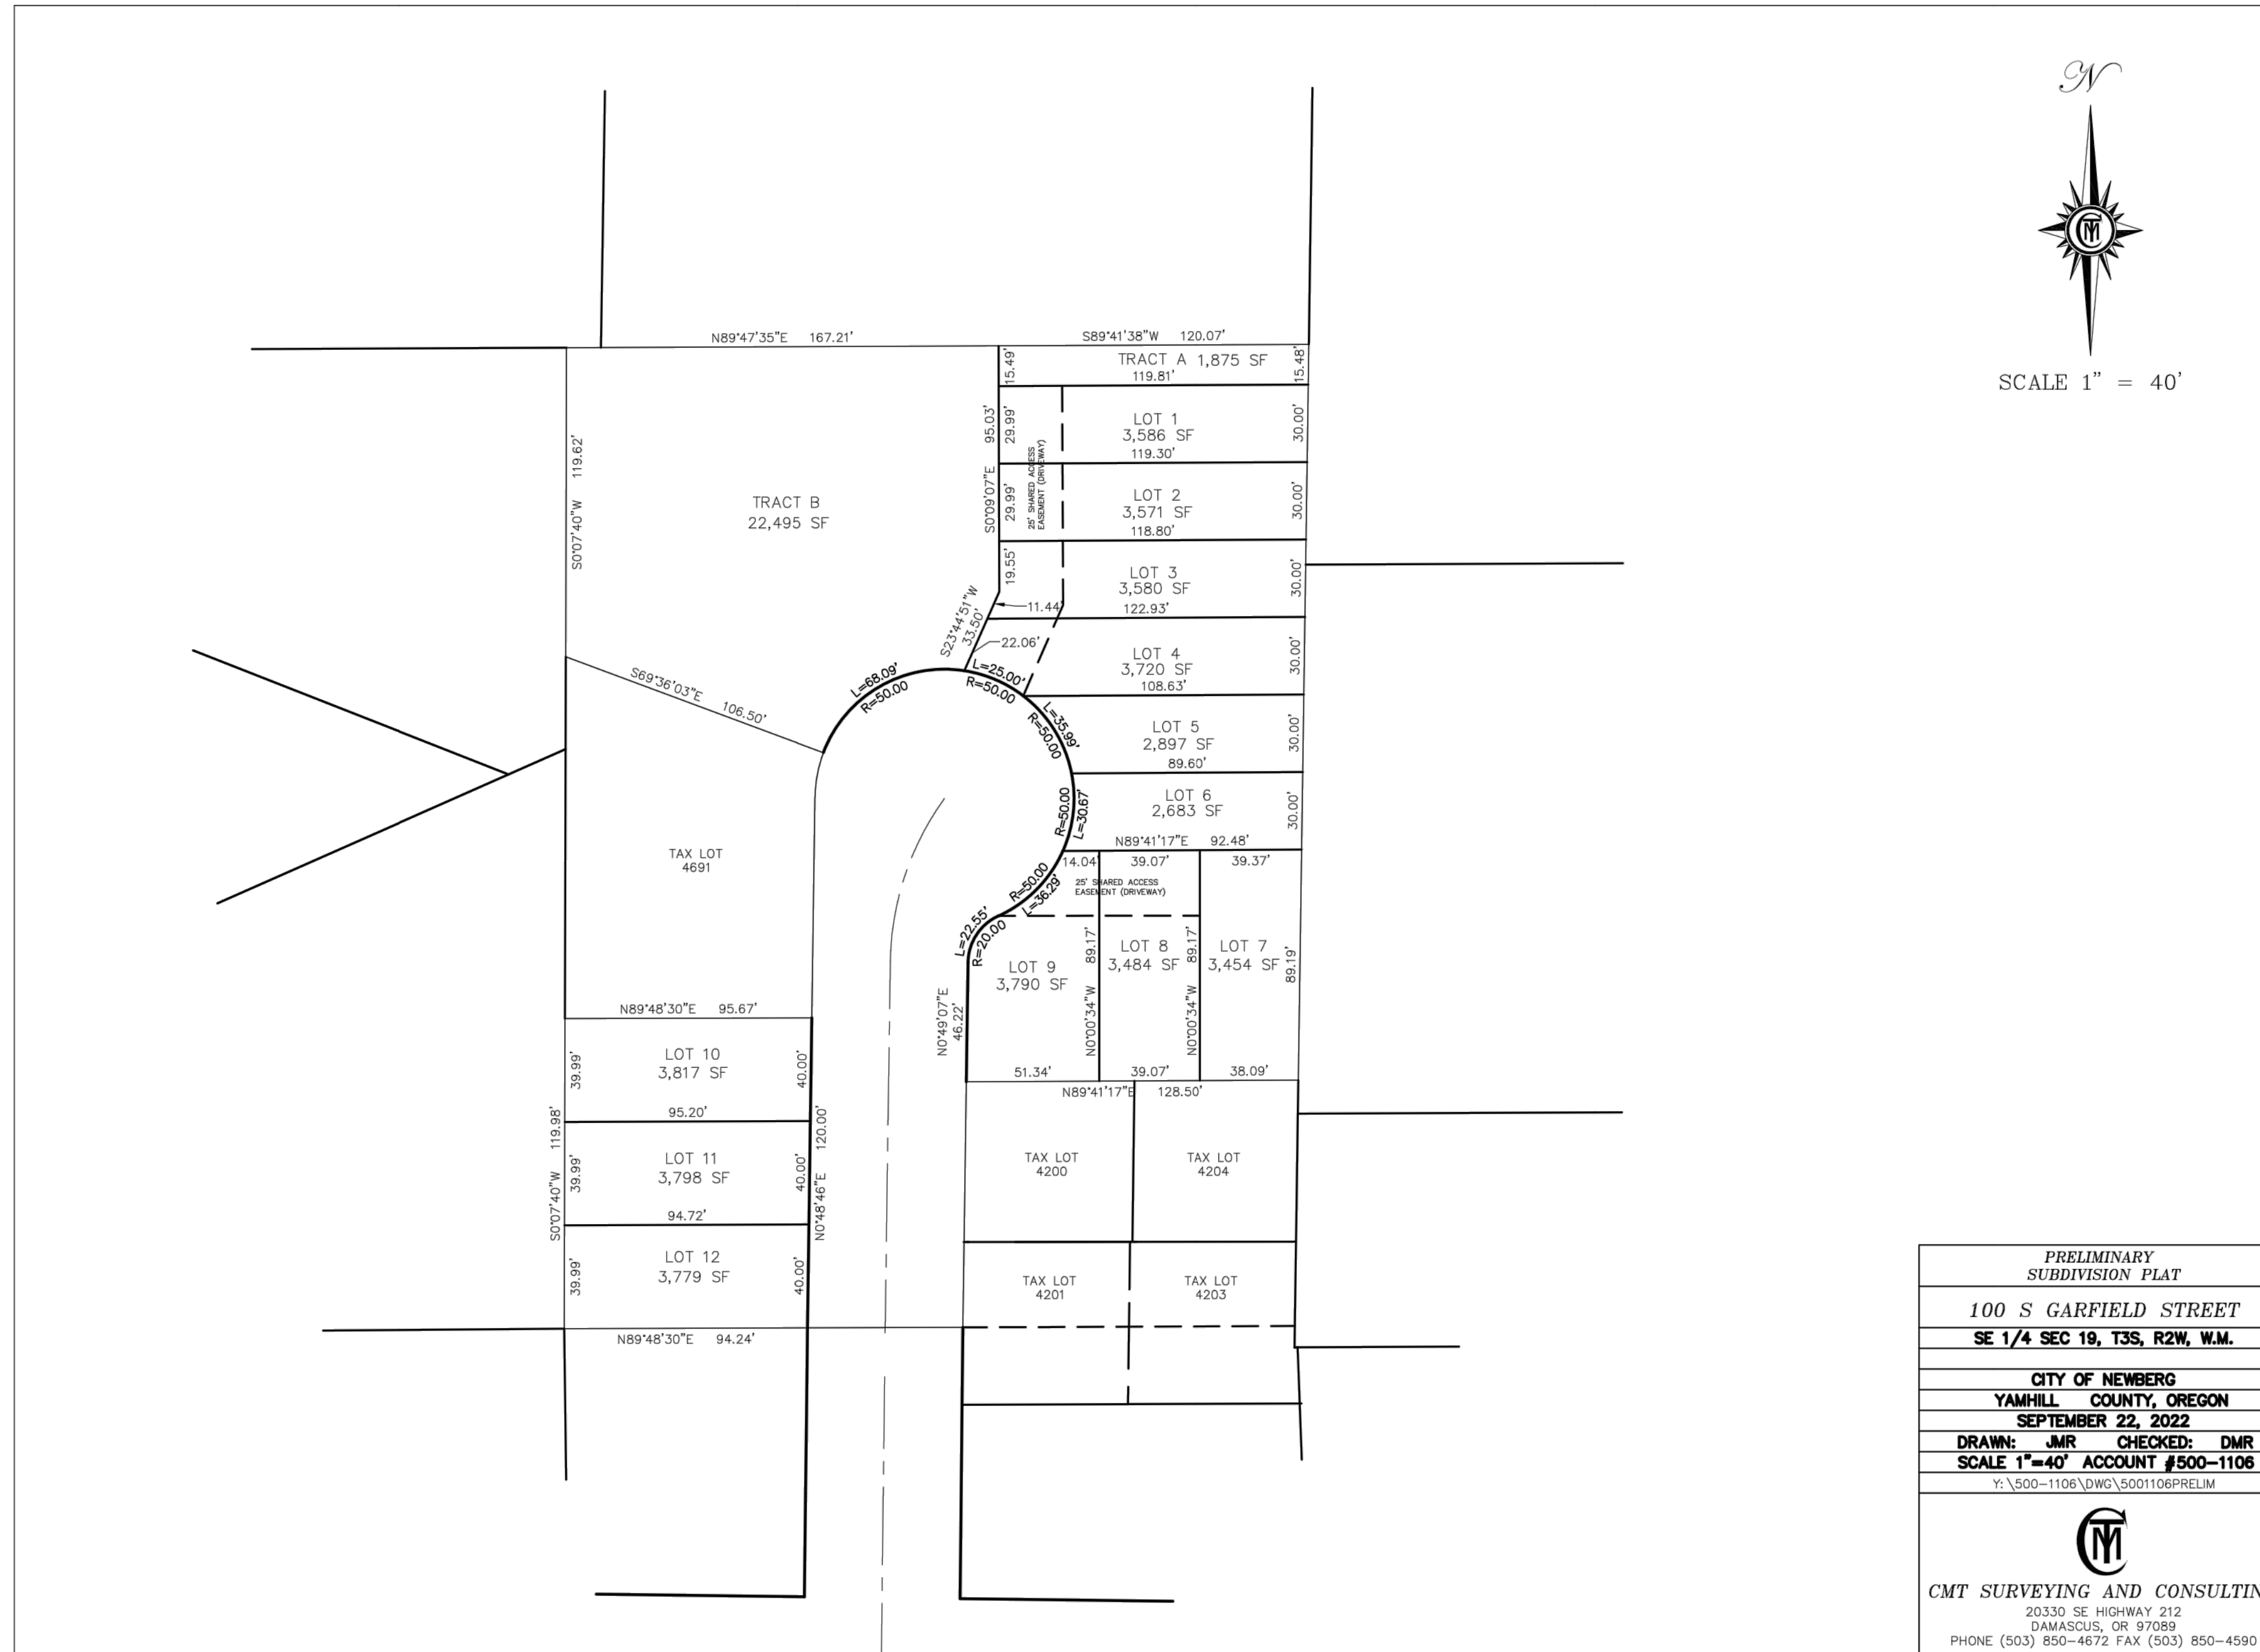 N
SCALE 1" = 40'
N89°47'35"E 167.21'
S89°41'38"W 120.07'
TRACT A 1,875 SF
119.81'
15.49'
15.48'
S0°07'40"W 119.62'
TRACT B
22,495 SF
S0°09'07"E 95.03'
29.99'
LOT 1
3,586 SF
119.30'
30.00'
25' SHARED ACCESS
EASEMENT (DRIVEWAY)
29.99'
LOT 2
3,571 SF
118.80'
30.00'
19.55'
LOT 3
3,580 SF
122.93'
30.00'
11.44'
S23°44'51"W
33.50'
22.06'
LOT 4
3,720 SF
108.63'
30.00'
L=68.09'
R=50.00
L=25.00'
R=50.00
S69°36'03"E 106.50'
L=35.99'
R=50.00
LOT 5
2,897 SF
89.60'
30.00'
R=50.00
L=30.67'
LOT 6
2,683 SF
30.00'
N89°41'17"E 92.48'
TAX LOT
4691
14.04'
39.07'
39.37'
25' SHARED ACCESS
EASEMENT (DRIVEWAY)
R=50.00
L=36.29'
L=22.55'
R=20.00
LOT 9
3,790 SF
N0°00'34"W 89.17'
LOT 8
3,484 SF
N0°00'34"W 89.17'
LOT 7
3,454 SF
89.19'
N0°49'07"E
46.22'
51.34'
39.07'
38.09'
N89°41'17"E 128.50'
N89°48'30"E 95.67'
39.99'
LOT 10
3,817 SF
40.00'
95.20'
S0°07'40"W 119.98'
39.99'
LOT 11
3,798 SF
40.00'
N0°48'46"E 120.00'
94.72'
39.99'
LOT 12
3,779 SF
40.00'
N89°48'30"E 94.24'
TAX LOT
4200
TAX LOT
4204
TAX LOT
4201
TAX LOT
4203
PRELIMINARY
SUBDIVISION PLAT
100 S GARFIELD STREET
SE 1/4 SEC 19, T3S, R2W, W.M.
CITY OF NEWBERG
YAMHILL COUNTY, OREGON
SEPTEMBER 22, 2022
DRAWN: JMR CHECKED: DMR
SCALE 1"=40' ACCOUNT #500-1106
Y:\500-1106\DWG\5001106PRELIM
CMT SURVEYING AND CONSULTIN
20330 SE HIGHWAY 212
DAMASCUS, OR 97089
PHONE (503) 850-4672 FAX (503) 850-4590